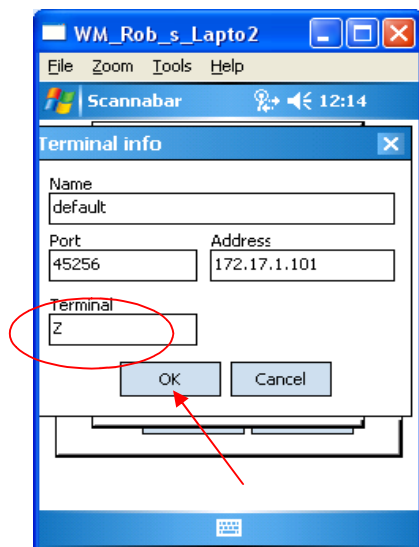 WM_Rob_s_Lapto2
File Zoom Tools Help
Scannabar 12:14
Terminal info
Name
default
Port Address
45256 172.17.1.101
Terminal
Z
OK Cancel